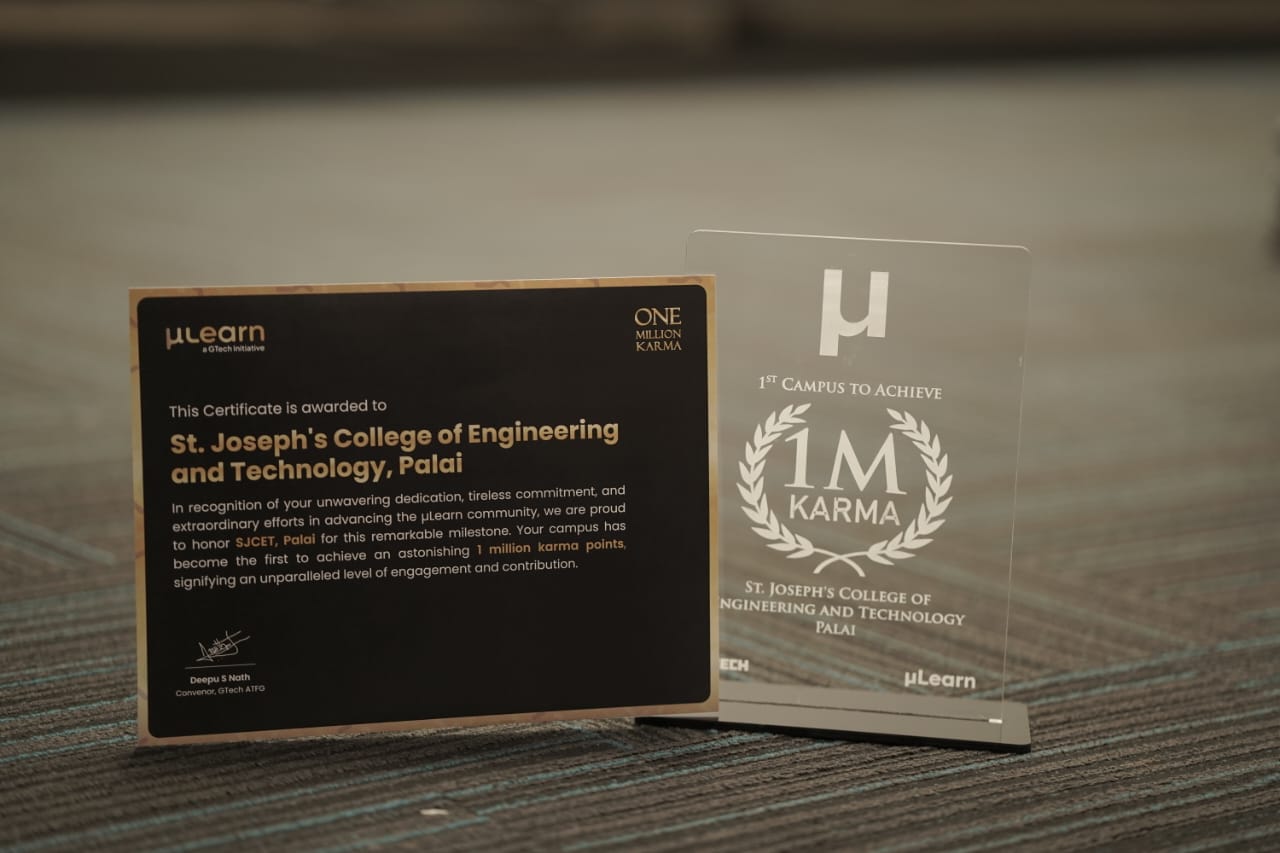 µLearn
a GTech Initiative
ONE
MILLION
KARMA
This Certificate is awarded to
St. Joseph's College of Engineering
and Technology, Palai
In recognition of your unwavering dedication, tireless commitment, and
extraordinary efforts in advancing the µLearn community, we are proud
to honor SJCET, Palai for this remarkable milestone. Your campus has
become the first to achieve an astonishing 1 million karma points,
signifying an unparalleled level of engagement and contribution.
Deepu S Nath
Convenor, GTech ATFG
µ
1ST CAMPUS TO ACHIEVE
1M
KARMA
ST. JOSEPH'S COLLEGE OF
NGINEERING AND TECHNOLOGY
PALAI
ECH
µLearn